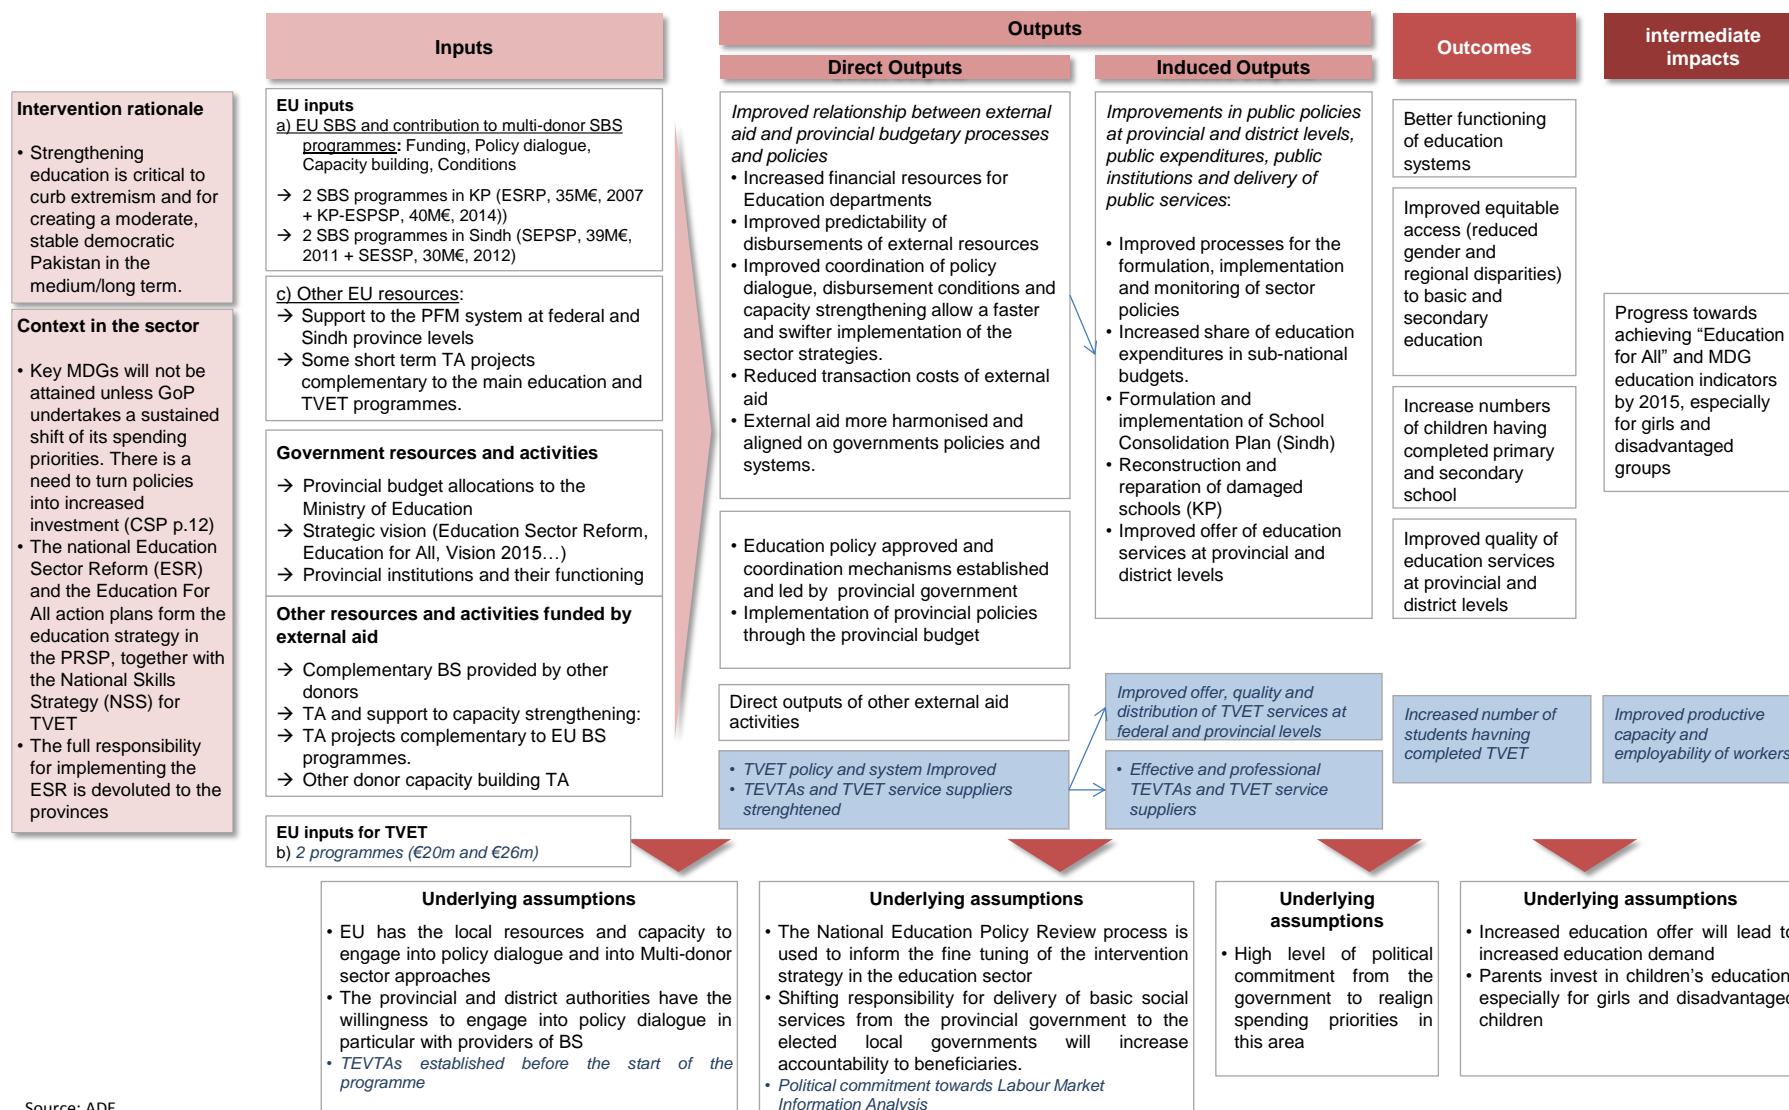 Inputs
Outputs
Direct Outputs
Induced Outputs
Outcomes
intermediate
impacts
Intervention rationale
• Strengthening
education is critical to
curb extremism and for
creating a moderate,
stable democratic
Pakistan in the
medium/long term.
Context in the sector
• Key MDGs will not be
attained unless GoP
undertakes a sustained
shift of its spending
priorities. There is a
need to turn policies
into increased
investment (CSP p.12)
• The national Education
Sector Reform (ESR)
and the Education For
All action plans form the
education strategy in
the PRSP, together with
the National Skills
Strategy (NSS) for
TVET
• The full responsibility
for implementing the
ESR is devoluted to the
provinces
EU inputs
a) EU SBS and contribution to multi-donor SBS
programmes: Funding, Policy dialogue,
Capacity building, Conditions
→ 2 SBS programmes in KP (ESRP, 35M€, 2007
+ KP-ESPSP, 40M€, 2014))
→ 2 SBS programmes in Sindh (SEPSP, 39M€,
2011 + SESSP, 30M€, 2012)
c) Other EU resources:
→ Support to the PFM system at federal and
Sindh province levels
→ Some short term TA projects
complementary to the main education and
TVET programmes.
Government resources and activities
→ Provincial budget allocations to the
Ministry of Education
→ Strategic vision (Education Sector Reform,
Education for All, Vision 2015…)
→ Provincial institutions and their functioning
Other resources and activities funded by
external aid
→ Complementary BS provided by other
donors
→ TA and support to capacity strengthening:
→ TA projects complementary to EU BS
programmes.
→ Other donor capacity building TA
EU inputs for TVET
b) 2 programmes (€20m and €26m)
Improved relationship between external
aid and provincial budgetary processes
and policies
• Increased financial resources for
Education departments
• Improved predictability of
disbursements of external resources
• Improved coordination of policy
dialogue, disbursement conditions and
capacity strengthening allow a faster
and swifter implementation of the
sector strategies.
• Reduced transaction costs of external
aid
• External aid more harmonised and
aligned on governments policies and
systems.
• Education policy approved and
coordination mechanisms established
and led by provincial government
• Implementation of provincial policies
through the provincial budget
Direct outputs of other external aid
activities
• TVET policy and system Improved
• TEVTAs and TVET service suppliers
strenghtened
Improvements in public policies
at provincial and district levels,
public expenditures, public
institutions and delivery of
public services:
• Improved processes for the
formulation, implementation
and monitoring of sector
policies
• Increased share of education
expenditures in sub-national
budgets.
• Formulation and
implementation of School
Consolidation Plan (Sindh)
• Reconstruction and
reparation of damaged
schools (KP)
• Improved offer of education
services at provincial and
district levels
Improved offer, quality and
distribution of TVET services at
federal and provincial levels
• Effective and professional
TEVTAs and TVET service
suppliers
Better functioning
of education
systems
Improved equitable
access (reduced
gender and
regional disparities)
to basic and
secondary
education
Increase numbers
of children having
completed primary
and secondary
school
Improved quality of
education services
at provincial and
district levels
Increased number of
students havning
completed TVET
Progress towards
achieving “Education
for All” and MDG
education indicators
by 2015, especially
for girls and
disadvantaged
groups
Improved productive
capacity and
employability of workers
Underlying assumptions
• EU has the local resources and capacity to
engage into policy dialogue and into Multi-donor
sector approaches
• The provincial and district authorities have the
willingness to engage into policy dialogue in
particular with providers of BS
• TEVTAs established before the start of the
programme
Underlying assumptions
• The National Education Policy Review process is
used to inform the fine tuning of the intervention
strategy in the education sector
• Shifting responsibility for delivery of basic social
services from the provincial government to the
elected local governments will increase
accountability to beneficiaries.
• Political commitment towards Labour Market
Information Analysis
Underlying
assumptions
• High level of political
commitment from the
government to realign
spending priorities in
this area
Underlying assumptions
• Increased education offer will lead to
increased education demand
• Parents invest in children’s education
especially for girls and disadvantaged
children
Source: ADE